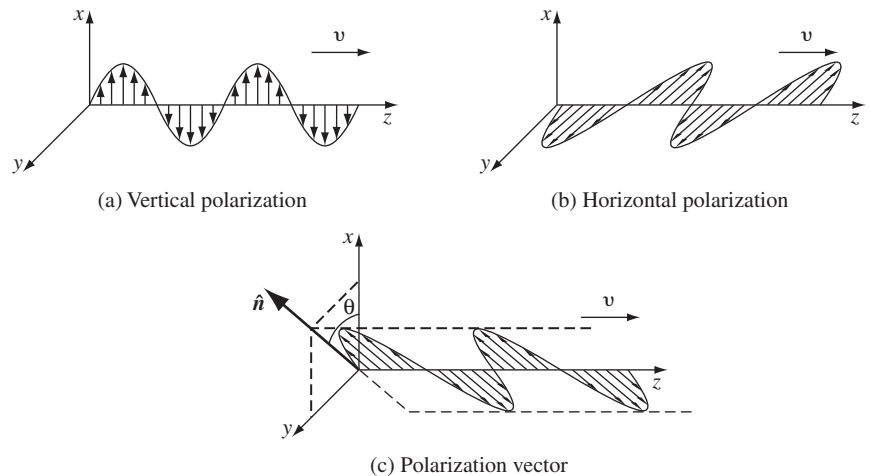 x
υ
z
y
(a) Vertical polarization
x
υ
z
y
(b) Horizontal polarization
x
n̂
θ
υ
z
y
(c) Polarization vector